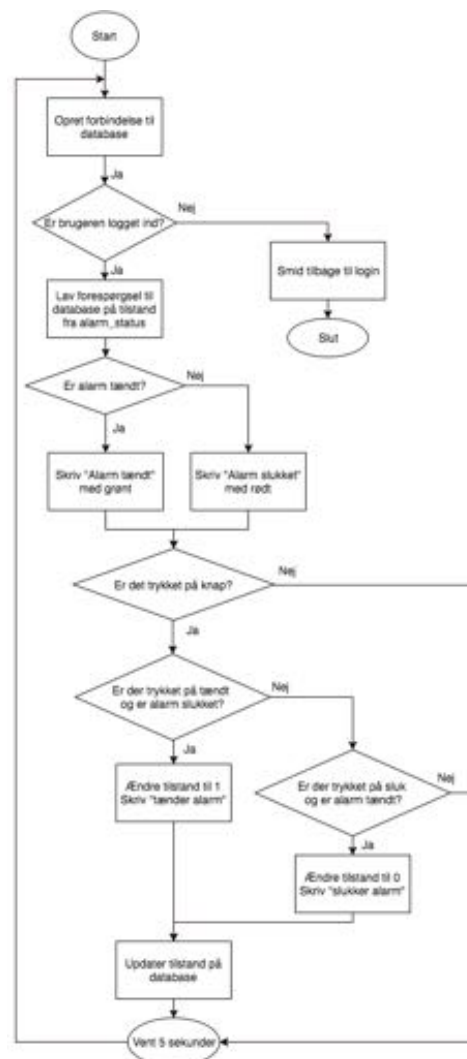 Start
Opret forbindelse til
database
Ja
Er brugeren logget ind?
Nej
Smid tilbage til login
Slut
Ja
Lav forespørgsel til
database på tilstand
fra alarm_status
Er alarm tændt?
Nej
Ja
Skriv "Alarm tændt"
med grønt
Skriv "Alarm slukket"
med rødt
Er det trykket på knap?
Nej
Ja
Er der trykket på tændt
og er alarm slukket?
Nej
Ja
Ændre tilstand til 1
Skriv "tænder alarm"
Er der trykket på sluk
og er alarm tændt?
Nej
Ja
Ændre tilstand til 0
Skriv "slukker alarm"
Updater tilstand på
database
Vent 5 sekunder